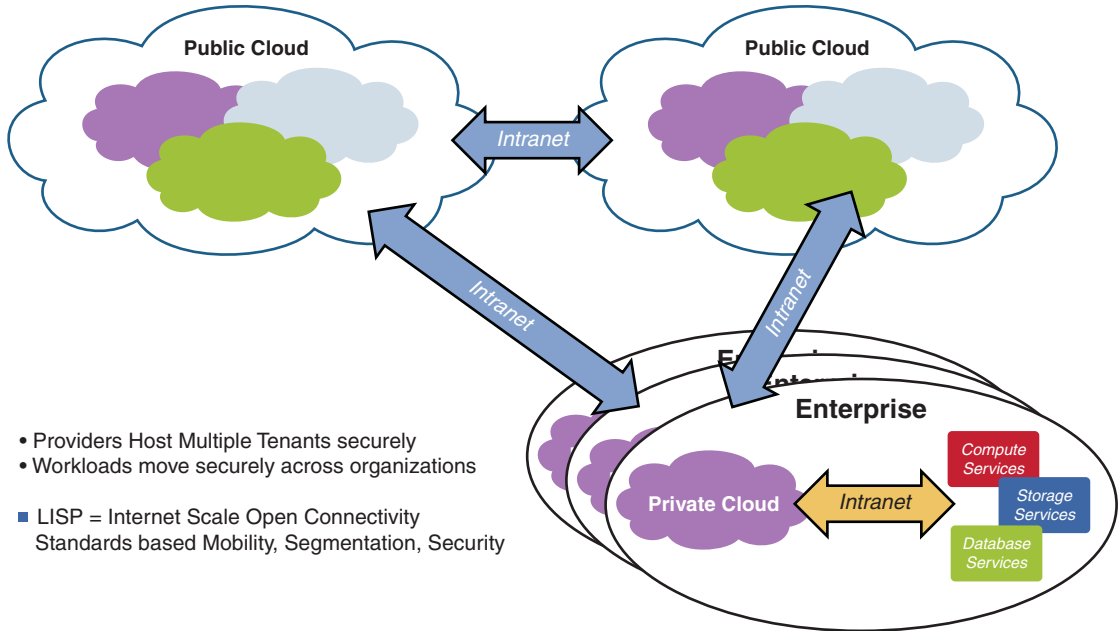 Public Cloud
Public Cloud
Intranet
Intranet
Intranet
Enterprise
• Providers Host Multiple Tenants securely
• Workloads move securely across organizations
Private Cloud
Intranet
Compute
Services
Storage
Services
Database
Services
LISP = Internet Scale Open Connectivity
Standards based Mobility, Segmentation, Security